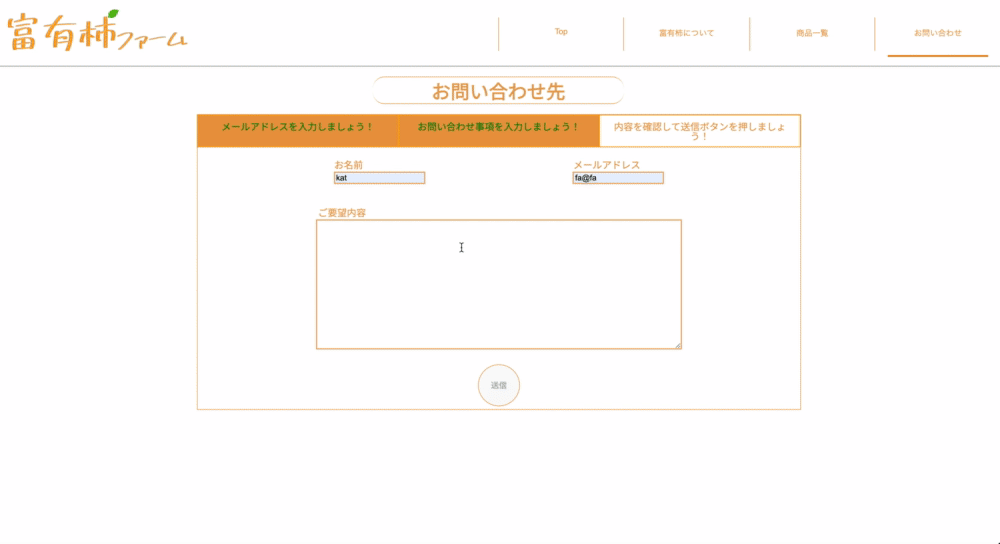 富有柿ファーム
Top
富有柿について
商品一覧
お問い合わせ
お問い合わせ先
メールアドレスを入力しましょう！
お問い合わせ事項を入力しましょう！
内容を確認して送信ボタンを押しましょ
う！
お名前
メールアドレス
kat
fa@fa
ご要望内容
送信